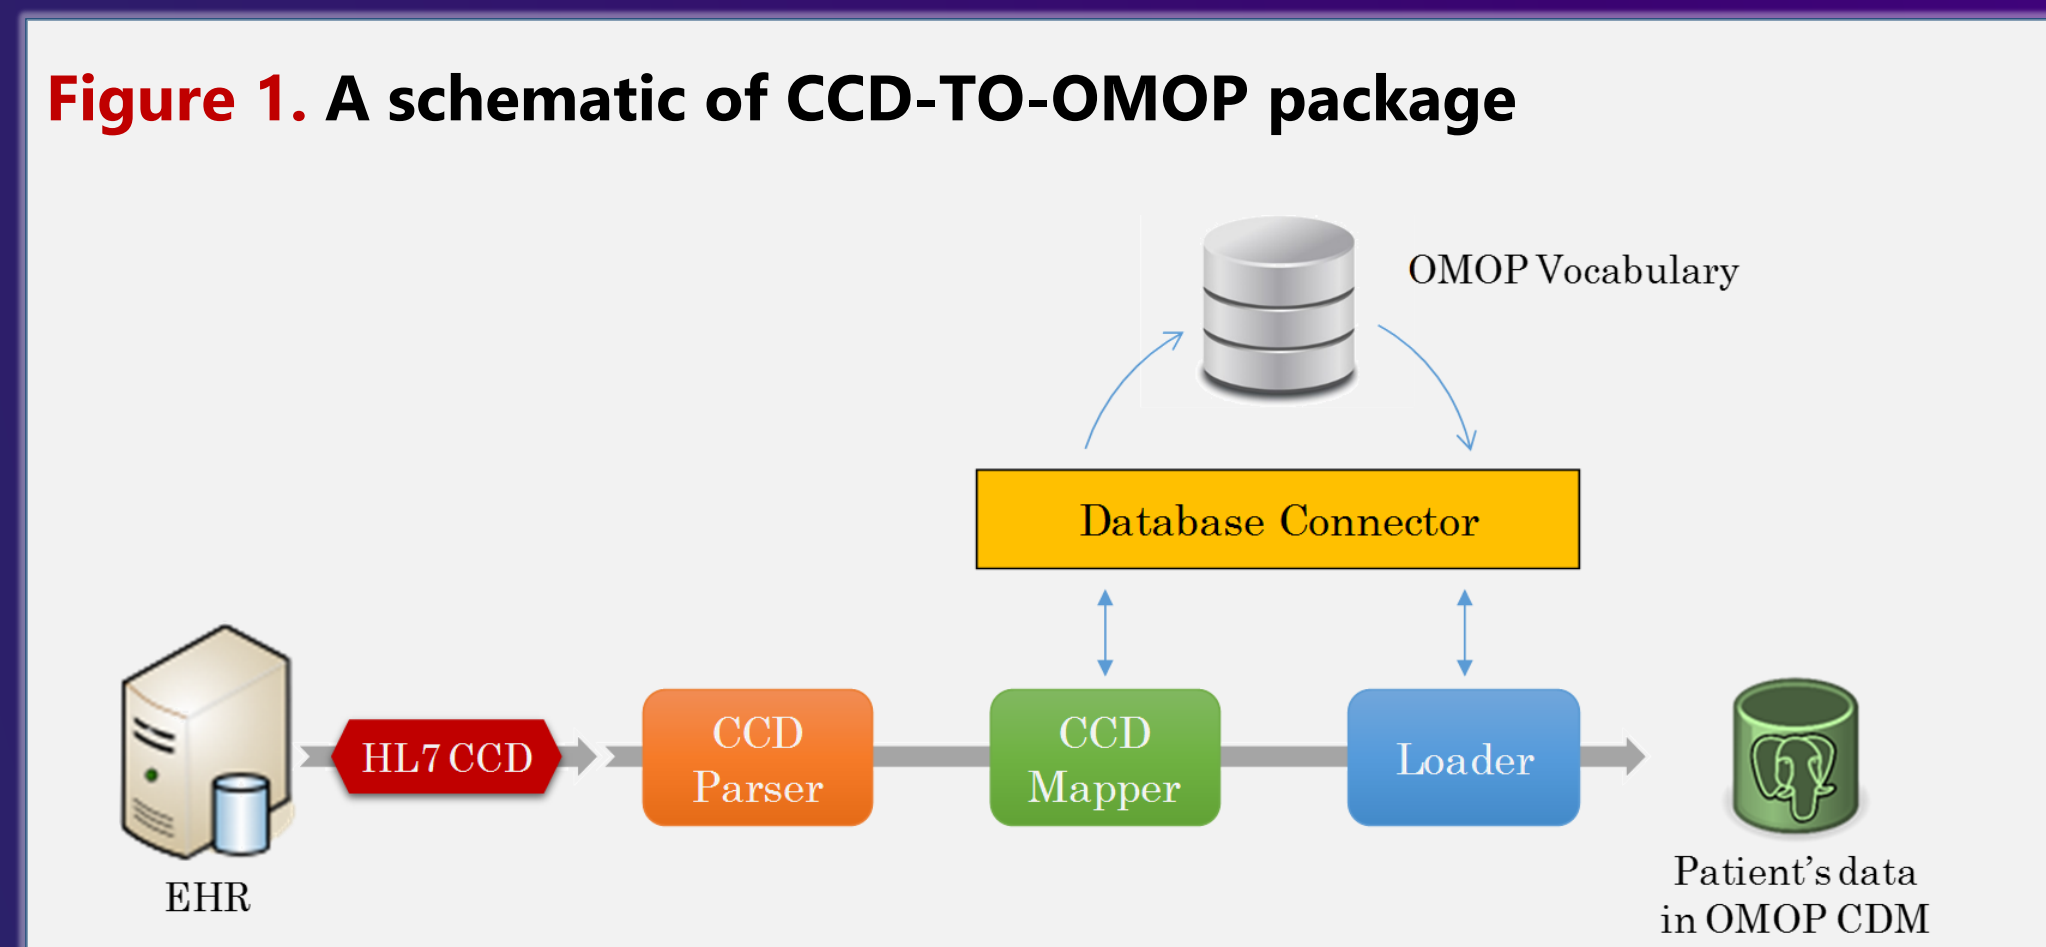 Figure 1. A schematic of CCD-TO-OMOP package
OMOP Vocabulary
Database Connector
HL7 CCD
CCD
Parser
CCD
Mapper
Loader
EHR
Patient's data
in OMOP CDM